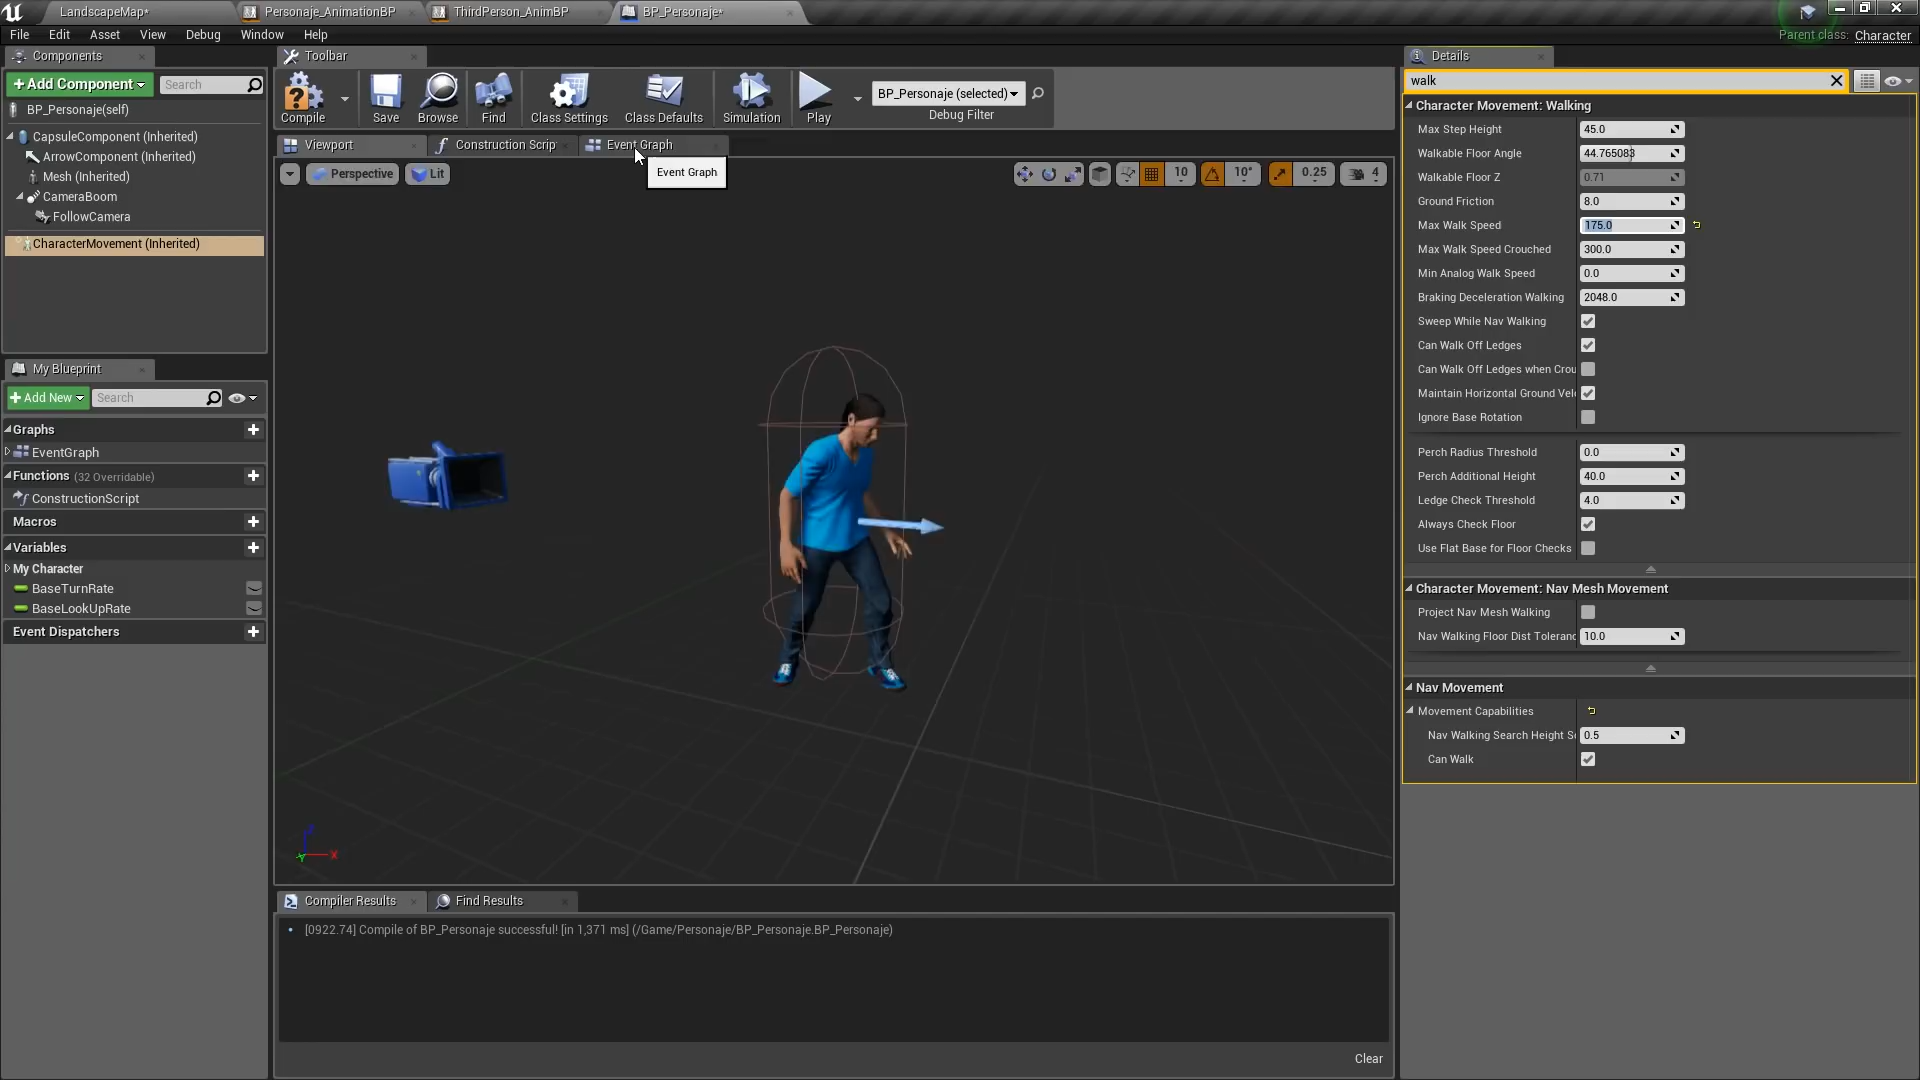 LandscapeMap*
Personaje_AnimationBP
ThirdPerson_AnimBP
BP_Personaje*
File Edit Asset View Debug Window Help
Parent class: Character
Components
+Add Component
Search
BP_Personaje(self)
CapsuleComponent (Inherited)
ArrowComponent (Inherited)
Mesh (Inherited)
CameraBoom
FollowCamera
CharacterMovement (Inherited)
My Blueprint
+Add New
Search
Graphs
EventGraph
Functions (32 Overridable)
ConstructionScript
Macros
Variables
My Character
BaseTurnRate
BaseLookUpRate
Event Dispatchers
Toolbar
Compile
Save
Browse
Find
Class Settings
Class Defaults
Simulation
Play
BP_Personaje (selected)
Debug Filter
Viewport
Construction Scrip
Event Graph
Event Graph
Perspective
Lit
10
10°
0.25
4
Z
Y
X
Compiler Results
Find Results
[0922.74] Compile of BP_Personaje successful! [in 1,371 ms] (/Game/Personaje/BP_Personaje.BP_Personaje)
Clear
Details
walk
Character Movement: Walking
Max Step Height 45.0
Walkable Floor Angle 44.765083
Walkable Floor Z 0.71
Ground Friction 8.0
Max Walk Speed 175.0
Max Walk Speed Crouched 300.0
Min Analog Walk Speed 0.0
Braking Deceleration Walking 2048.0
Sweep While Nav Walking
Can Walk Off Ledges
Can Walk Off Ledges when Crou
Maintain Horizontal Ground Vel
Ignore Base Rotation
Perch Radius Threshold 0.0
Perch Additional Height 40.0
Ledge Check Threshold 4.0
Always Check Floor
Use Flat Base for Floor Checks
Character Movement: Nav Mesh Movement
Project Nav Mesh Walking
Nav Walking Floor Dist Toleranc 10.0
Nav Movement
Movement Capabilities
Nav Walking Search Height S 0.5
Can Walk